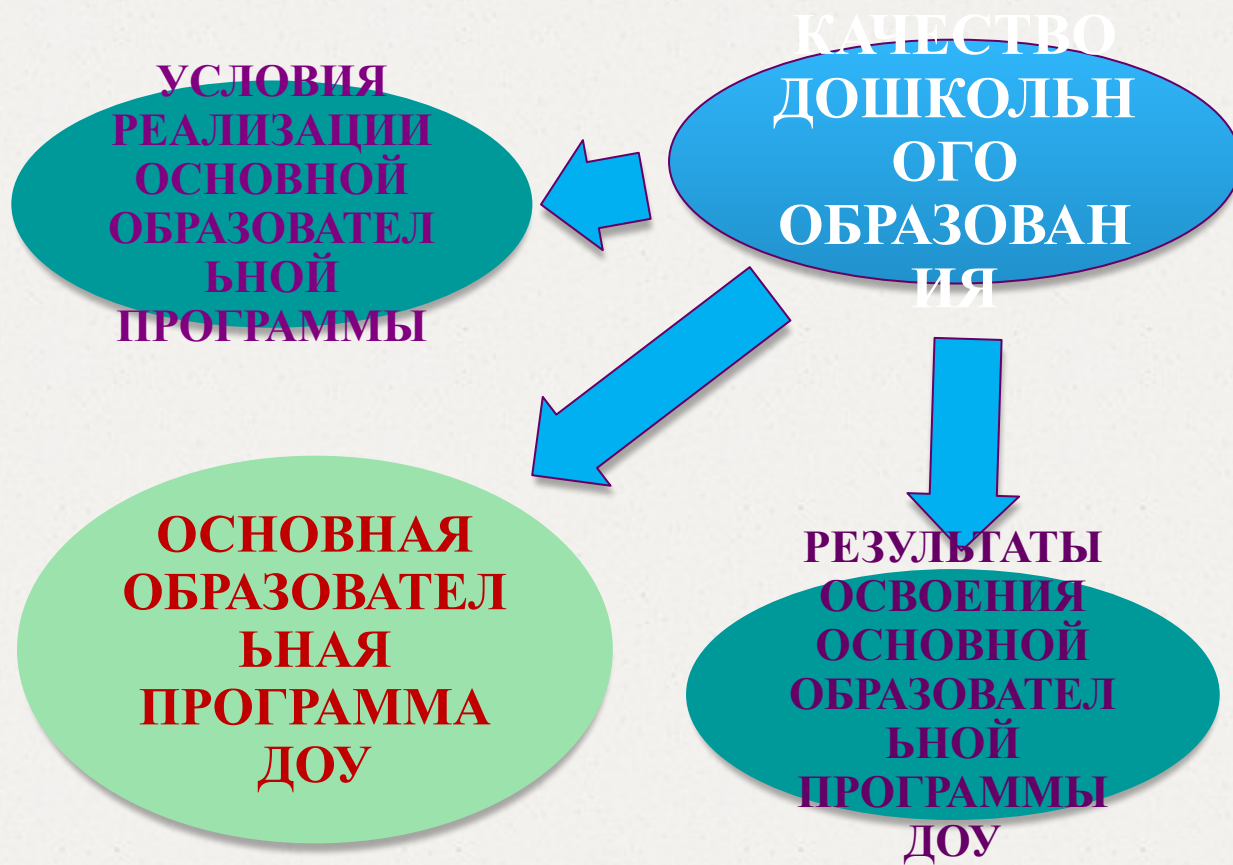 КАЧЕСТВО
ДОШКОЛЬН
ОГО
ОБРАЗОВАН
ИЯ
УСЛОВИЯ
РЕАЛИЗАЦИИ
ОСНОВНОЙ
ОБРАЗОВАТЕЛ
ЬНОЙ
ПРОГРАММЫ
ОСНОВНАЯ
ОБРАЗОВАТЕЛ
ЬНАЯ
ПРОГРАММА
ДОУ
РЕЗУЛЬТАТЫ
ОСВОЕНИЯ
ОСНОВНОЙ
ОБРАЗОВАТЕЛ
ЬНОЙ
ПРОГРАММЫ
ДОУ